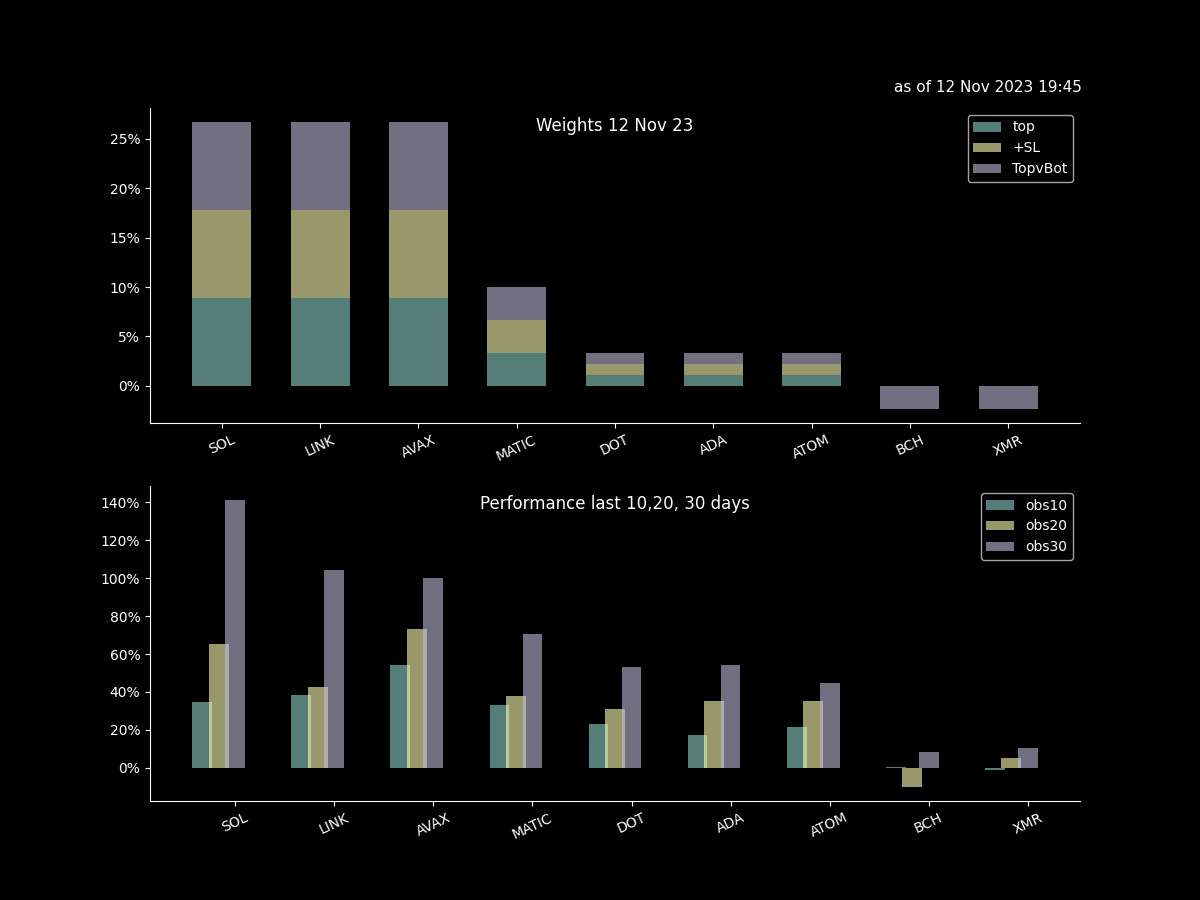 as of 12 Nov 2023 19:45
Weights 12 Nov 23
top
+SL
TopvBot
25%
20%
15%
10%
5%
0%
SOL LINK AVAX MATIC DOT ADA ATOM BCH XMR
Performance last 10,20, 30 days
obs10
obs20
obs30
140%
120%
100%
80%
60%
40%
20%
0%
SOL LINK AVAX MATIC DOT ADA ATOM BCH XMR